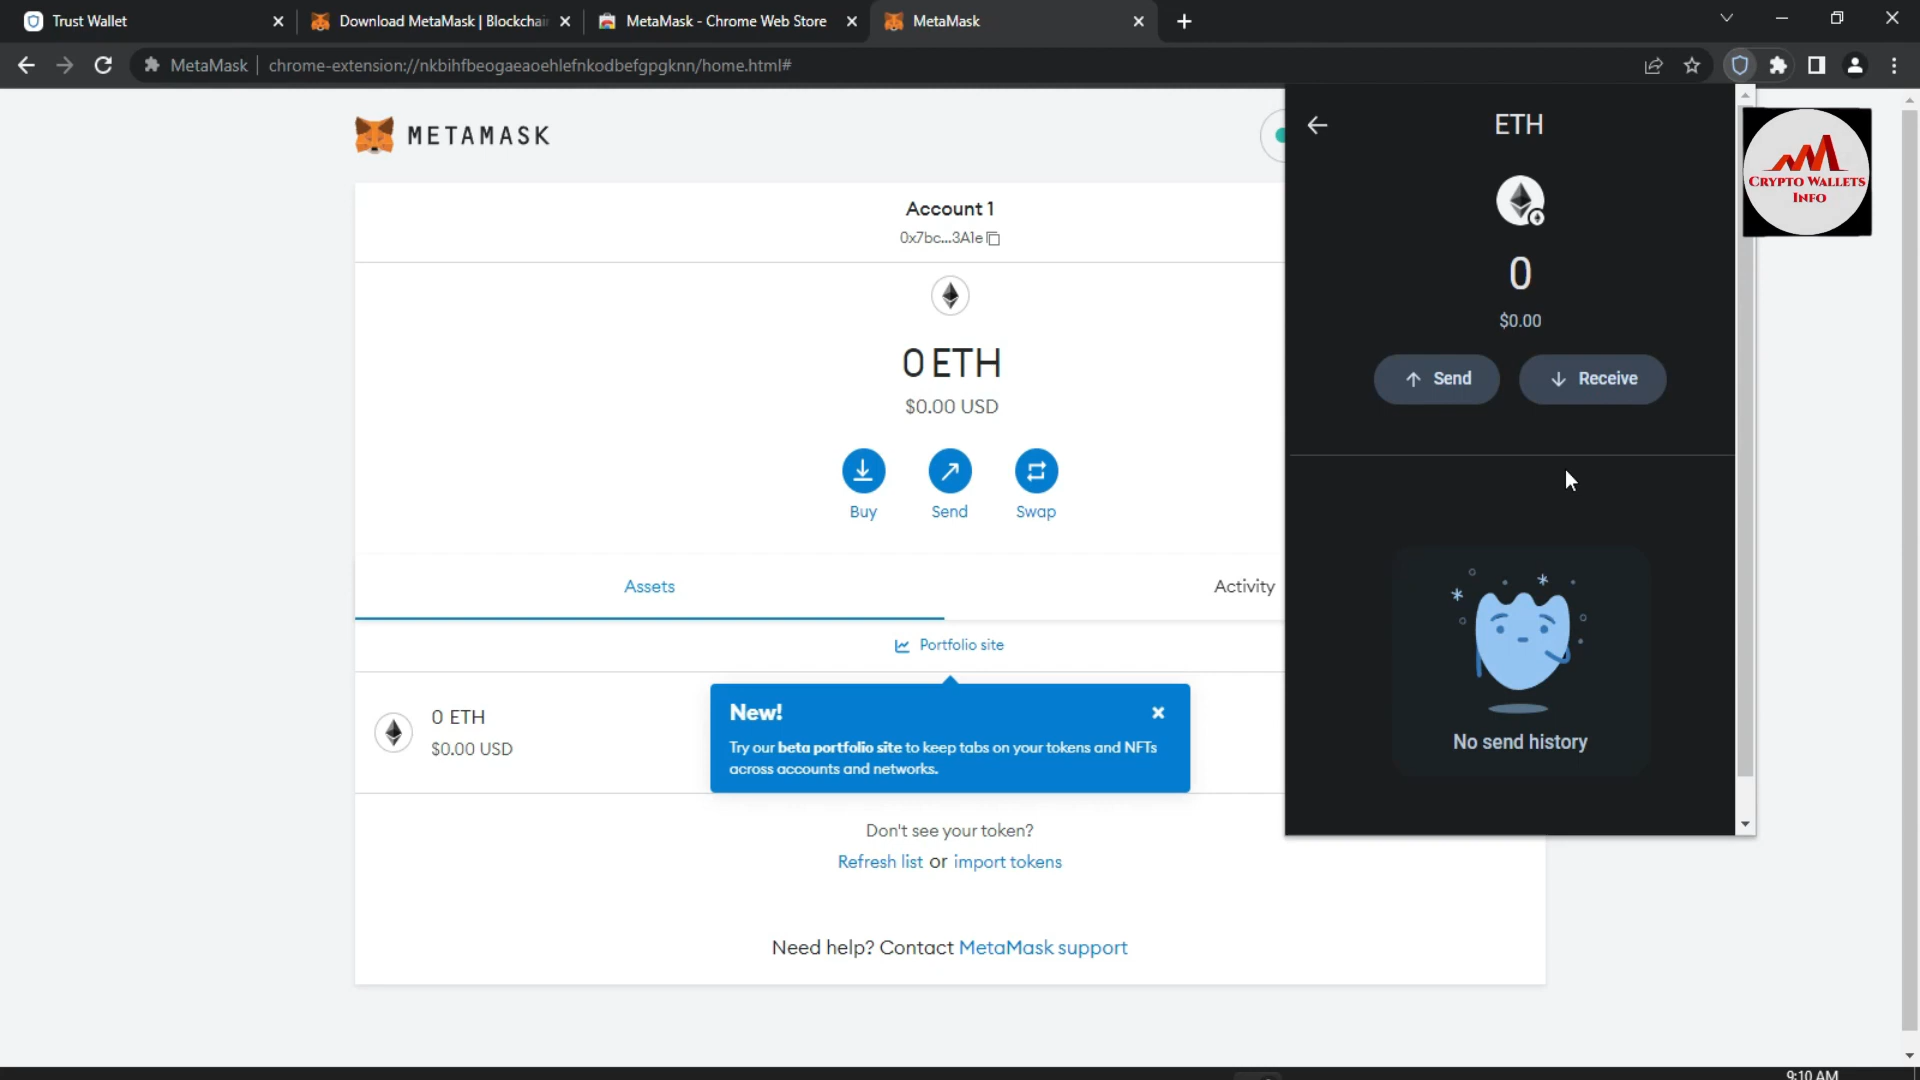 Trust Wallet
Download MetaMask | Blockchai
MetaMask - Chrome Web Store
MetaMask
MetaMask
chrome-extension://nkbihfbeogaeaoehlefnkodbefgpgknn/home.html#
METAMASK
Account 1
0x7bc...3A1e
0 ETH
$0.00 USD
Buy
Send
Swap
Assets
Activity
Portfolio site
0 ETH
$0.00 USD
New!
Try our beta portfolio site to keep tabs on your tokens and NFTs
across accounts and networks.
Don't see your token?
Refresh list or import tokens
Need help? Contact MetaMask support
ETH
0
$0.00
Send
Receive
No send history
CRYPTO WALLETS
INFO
9:10 AM